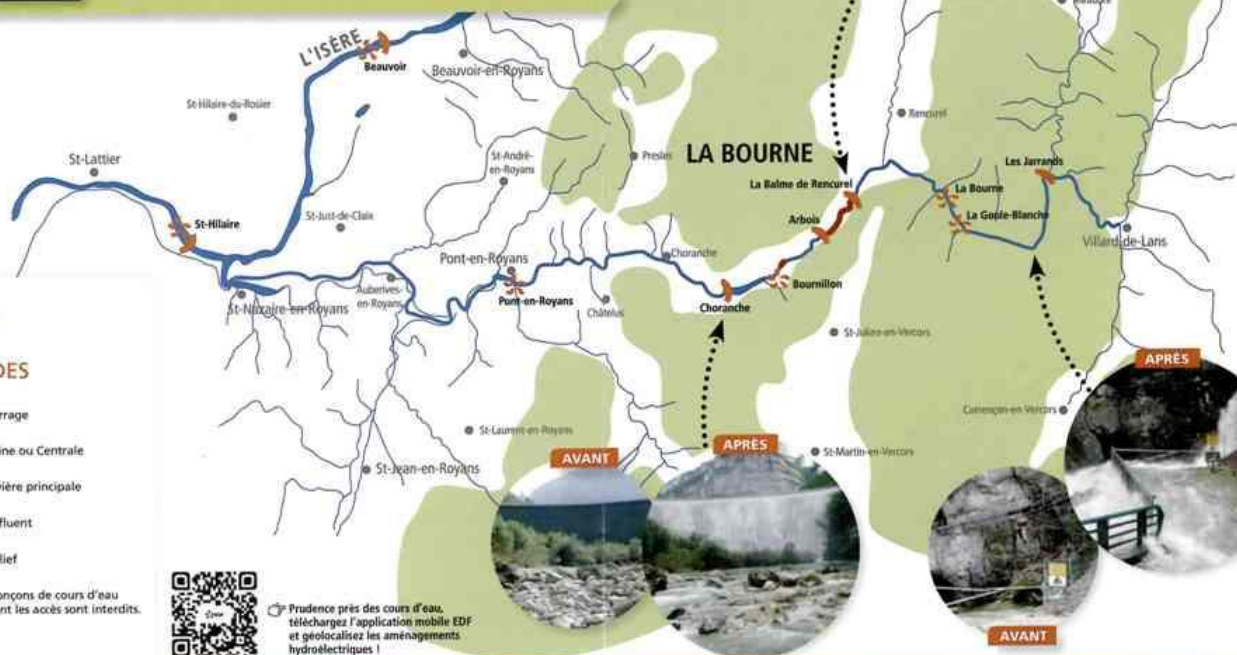 L'ISÈRE
Beauvoir
Beauvoir-en-Royans
St-Hilaire-du-Rosier
St-Lattier
St-Hilaire
St-Just-de-Claix
St-André-
en-Royans
Presles
LA BOURNE
Rencurel
La Balme de Rencurel
Les Jarrands
La Bourne
La Goule-Blanche
Arbois
Villard-de-Lans
Pont-en-Royans
Choranche
Auberives-
en-Royans
Bournillon
St-Nazaire-en-Royans
Pont-en-Royans
Châtelus
Choranche
St-Julien-en-Vercors
APRÈS
Corrençon-en-Vercors
DES
rrage
ine ou Centrale
vière principale
fluent
lief
onçons de cours d'eau
nt les accès sont interdits.
St-Laurent-en-Royans
St-Jean-en-Royans
AVANT
APRÈS
St-Martin-en-Vercors
Prudence près des cours d'eau,
téléchargez l'application mobile EDF
et géolocalisez les aménagements
hydroélectriques !
AVANT